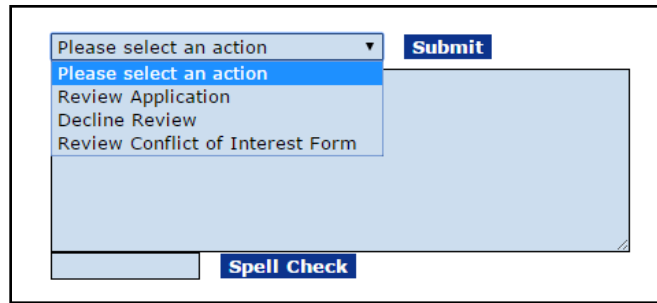 Please select an action ▼ Submit
Please select an action
Review Application
Decline Review
Review Conflict of Interest Form
Spell Check